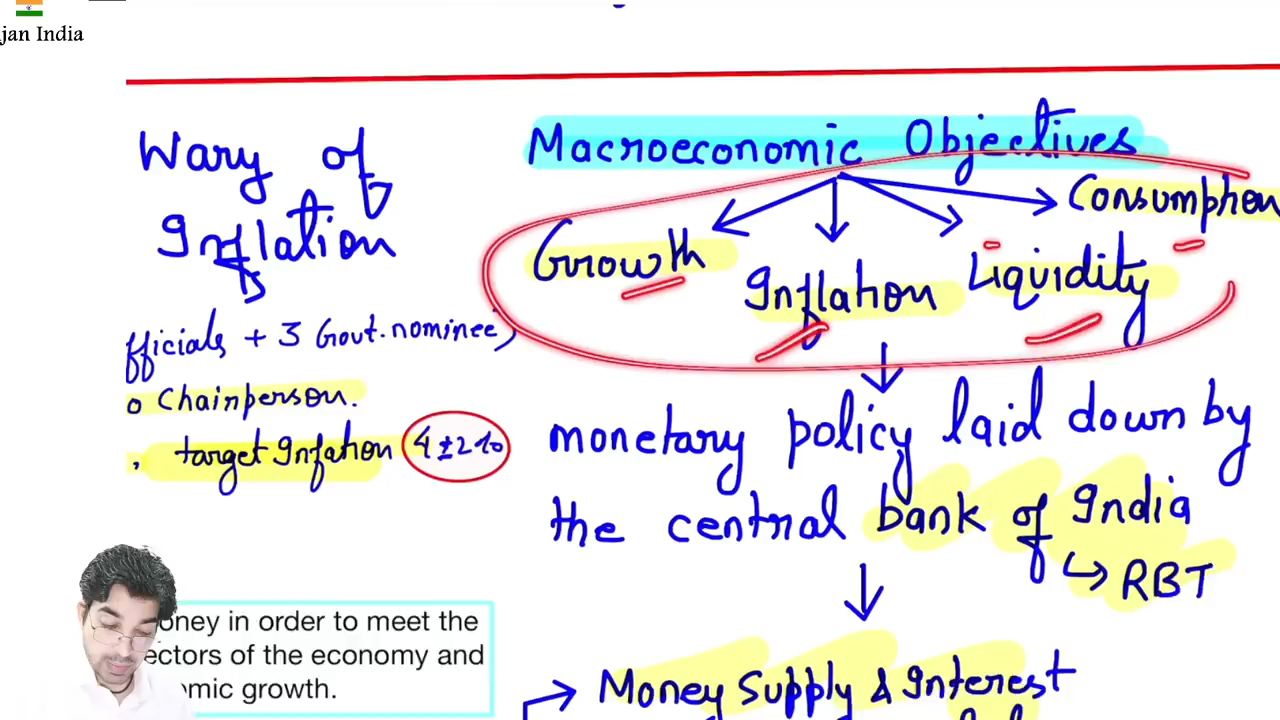 jan India
Wary of
Inflation
fficials + 3 Govt. nominee)
o Chairperson.
target Inflation 4 ± 2%
Macroeconomic Objectives
Growth
Inflation
Liquidity
Consumption
monetary policy laid down by
the central bank of India
↳ RBI
Money Supply & Interest
oney in order to meet the
ectors of the economy and
omic growth.